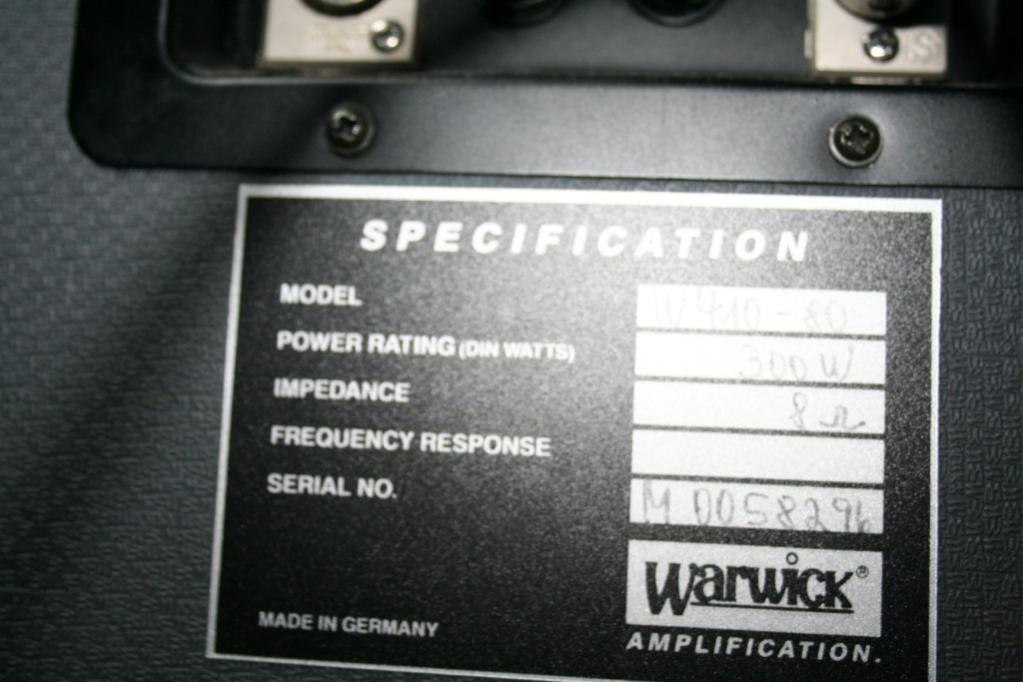 SPECIFICATION
MODEL W410-80
POWER RATING (DIN WATTS) 300 W
IMPEDANCE 8 Ω
FREQUENCY RESPONSE
SERIAL NO.
Warwick®
MADE IN GERMANY
AMPLIFICATION.